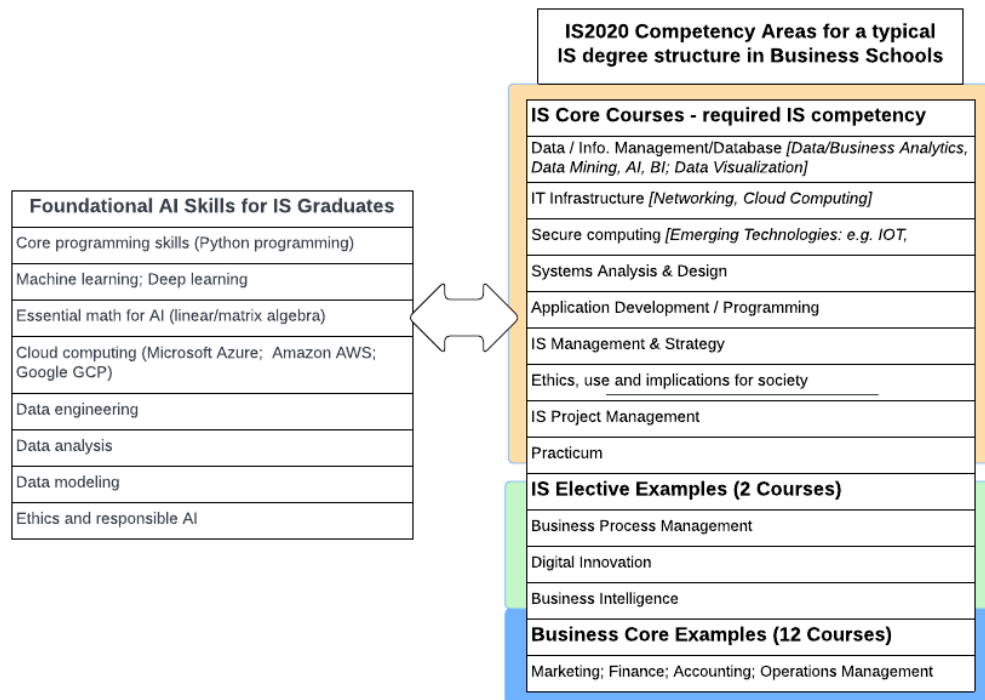 IS2020 Competency Areas for a typical
IS degree structure in Business Schools
Foundational AI Skills for IS Graduates
Core programming skills (Python programming)
Machine learning; Deep learning
Essential math for AI (linear/matrix algebra)
Cloud computing (Microsoft Azure; Amazon AWS;
Google GCP)
Data engineering
Data analysis
Data modeling
Ethics and responsible AI
IS Core Courses - required IS competency
Data / Info. Management/Database [Data/Business Analytics,
Data Mining, AI, BI; Data Visualization]
IT Infrastructure [Networking, Cloud Computing]
Secure computing [Emerging Technologies: e.g. IOT,
Systems Analysis & Design
Application Development / Programming
IS Management & Strategy
Ethics, use and implications for society
IS Project Management
Practicum
IS Elective Examples (2 Courses)
Business Process Management
Digital Innovation
Business Intelligence
Business Core Examples (12 Courses)
Marketing; Finance; Accounting; Operations Management